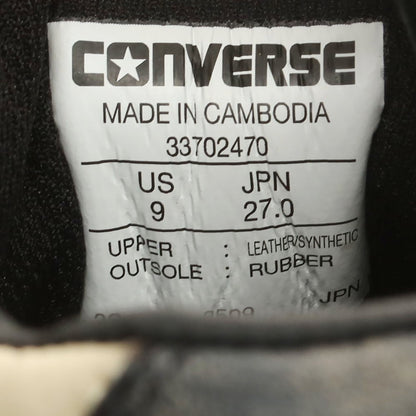 CONVERSE
MADE IN CAMBODIA
33702470
US JPN
9 27.0
UPPER : LEATHER/SYNTHETIC
OUTSOLE : RUBBER
JPN